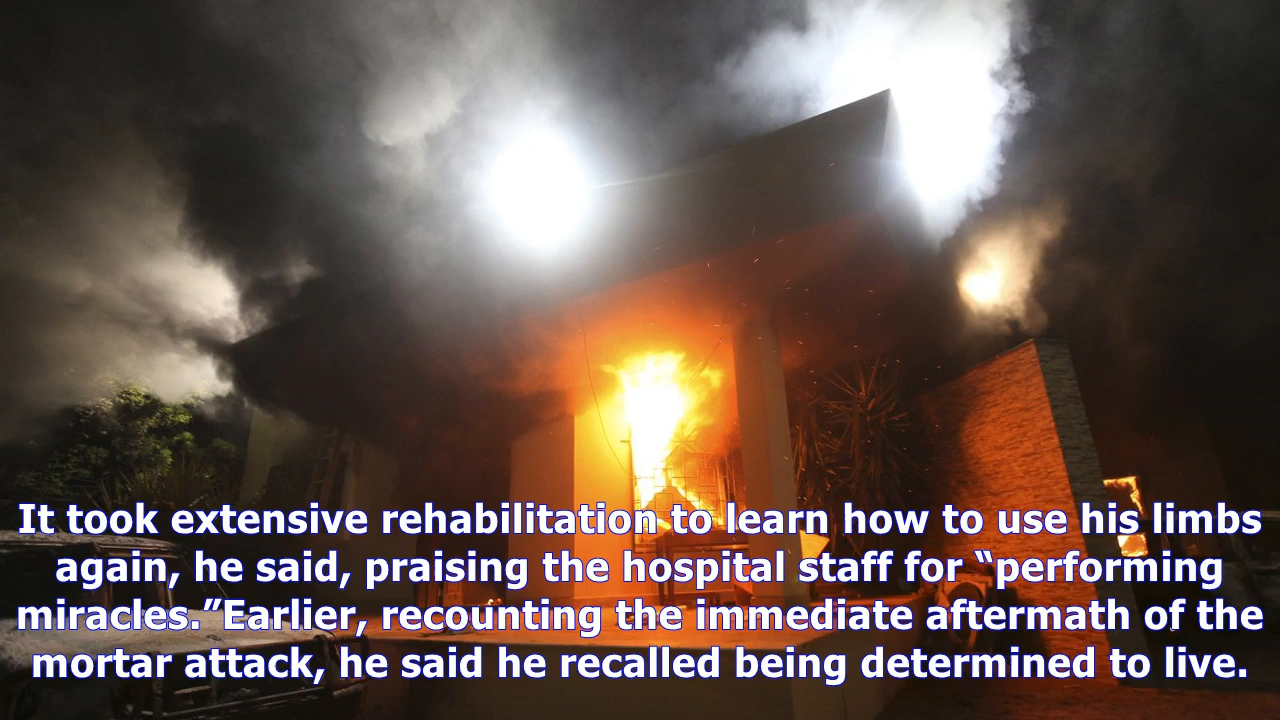 It took extensive rehabilitation to learn how to use his limbs
again, he said, praising the hospital staff for “performing
miracles.”Earlier, recounting the immediate aftermath of the
mortar attack, he said he recalled being determined to live.